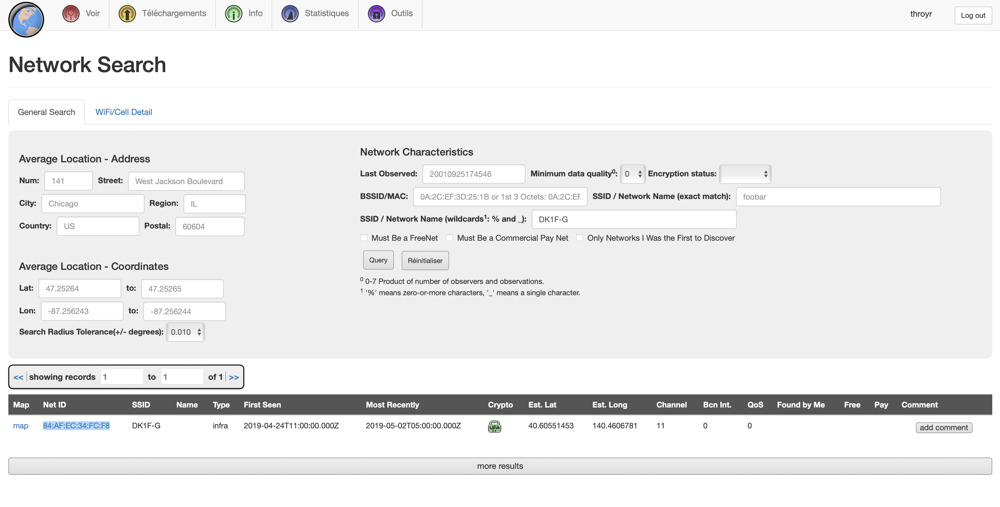 Voir Téléchargements Info Statistiques Outils throyr Log out
Network Search
General Search WiFi/Cell Detail
Average Location - Address
Num: 141 Street: West Jackson Boulevard
City: Chicago Region: IL
Country: US Postal: 60604
Average Location - Coordinates
Lat: 47.25264 to: 47.25265
Lon: -87.256243 to: -87.256244
Search Radius Tolerance(+/- degrees): 0.010
Network Characteristics
Last Observed: 20010925174546 Minimum data quality⁰: 0 Encryption status:
BSSID/MAC: 0A:2C:EF:3D:25:1B or 1st 3 Octets: 0A:2C:EF SSID / Network Name (exact match): foobar
SSID / Network Name (wildcards¹: % and _): DK1F-G
Must Be a FreeNet Must Be a Commercial Pay Net Only Networks I Was the First to Discover
Query Réinitialiser
⁰ 0-7 Product of number of observers and observations.
¹ '%' means zero-or-more characters, '_' means a single character.
<< showing records 1 to 1 of 1 >>
Map Net ID SSID Name Type First Seen Most Recently Crypto Est. Lat Est. Long Channel Bcn Int. QoS Found by Me Free Pay Comment
map 84:AF:EC:34:FC:F8 DK1F-G infra 2019-04-24T11:00:00.000Z 2019-05-02T05:00:00.000Z WPA 40.60551453 140.4606781 11 0 0 add comment
more results